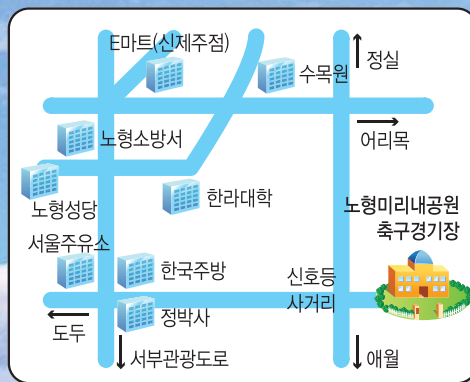 E마트(신제주점)
정실
수목원
노형소방서
어리목
노형성당
한라대학
노형미리내공원
축구경기장
서울주유소
한국주방
신호등
사거리
정박사
도두
서부관광도로
애월